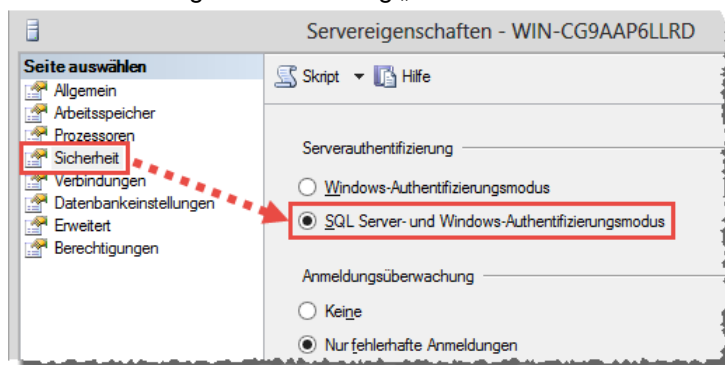 Servereigenschaften - WIN-CG9AAP6LLRD
Seite auswählen
Allgemein
Arbeitsspeicher
Prozessoren
Sicherheit
Verbindungen
Datenbankeinstellungen
Erweitert
Berechtigungen
Skript Hilfe
Serverauthentifizierung
Windows-Authentifizierungsmodus
SQL Server- und Windows-Authentifizierungsmodus
Anmeldungsüberwachung
Keine
Nur fehlerhafte Anmeldungen